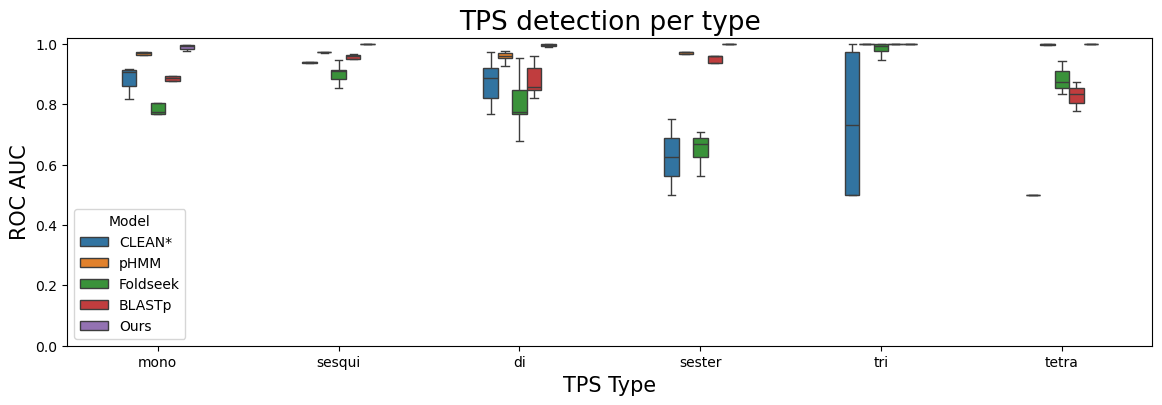 TPS detection per type
ROC AUC
1.0
0.8
0.6
0.4
0.2
0.0
Model
CLEAN*
pHMM
Foldseek
BLASTp
Ours
mono
sesqui
di
sester
tri
tetra
TPS Type